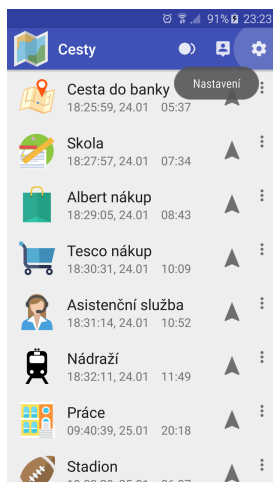 91% 23:23
Cesty
Nastavení
Cesta do banky
18:25:59, 24.01 05:37
Skola
18:27:57, 24.01 07:34
Albert nákup
18:29:05, 24.01 08:43
Tesco nákup
18:30:31, 24.01 10:09
Asistenční služba
18:31:14, 24.01 10:52
Nádraží
18:32:11, 24.01 11:49
Práce
09:40:39, 25.01 20:18
Stadion